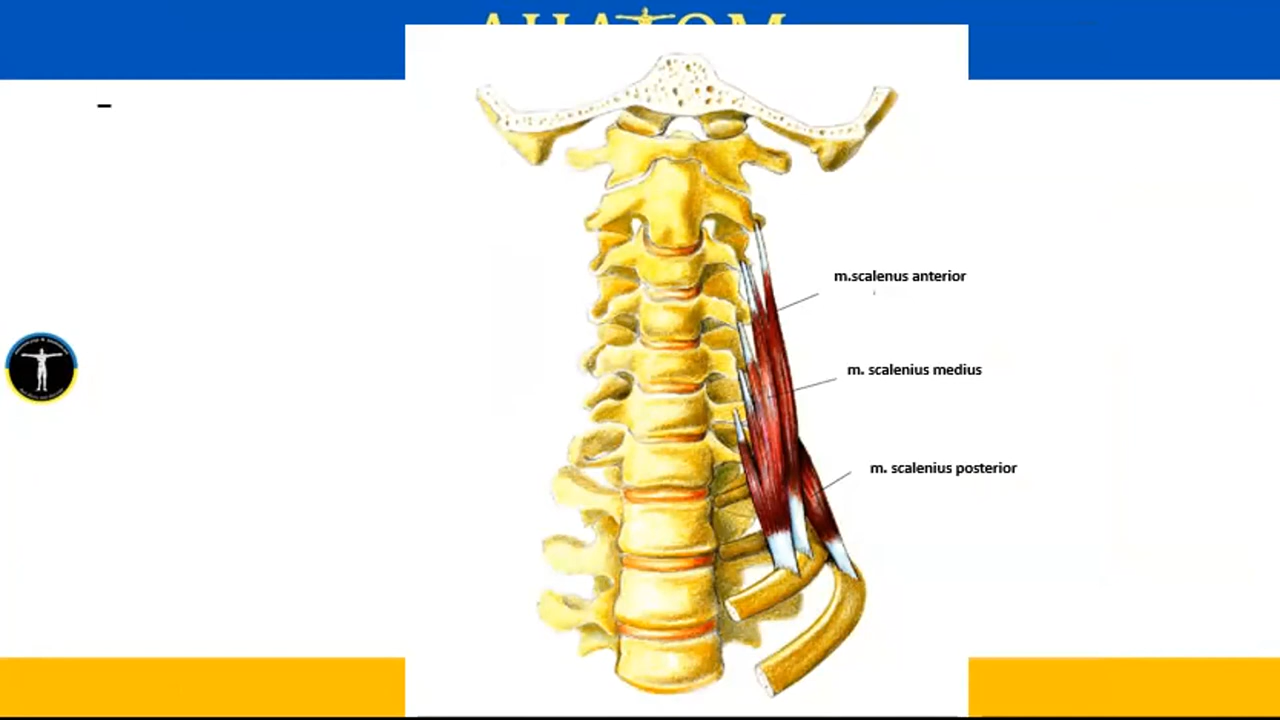 m.scalenus anterior
m. scalenius medius
m. scalenius posterior